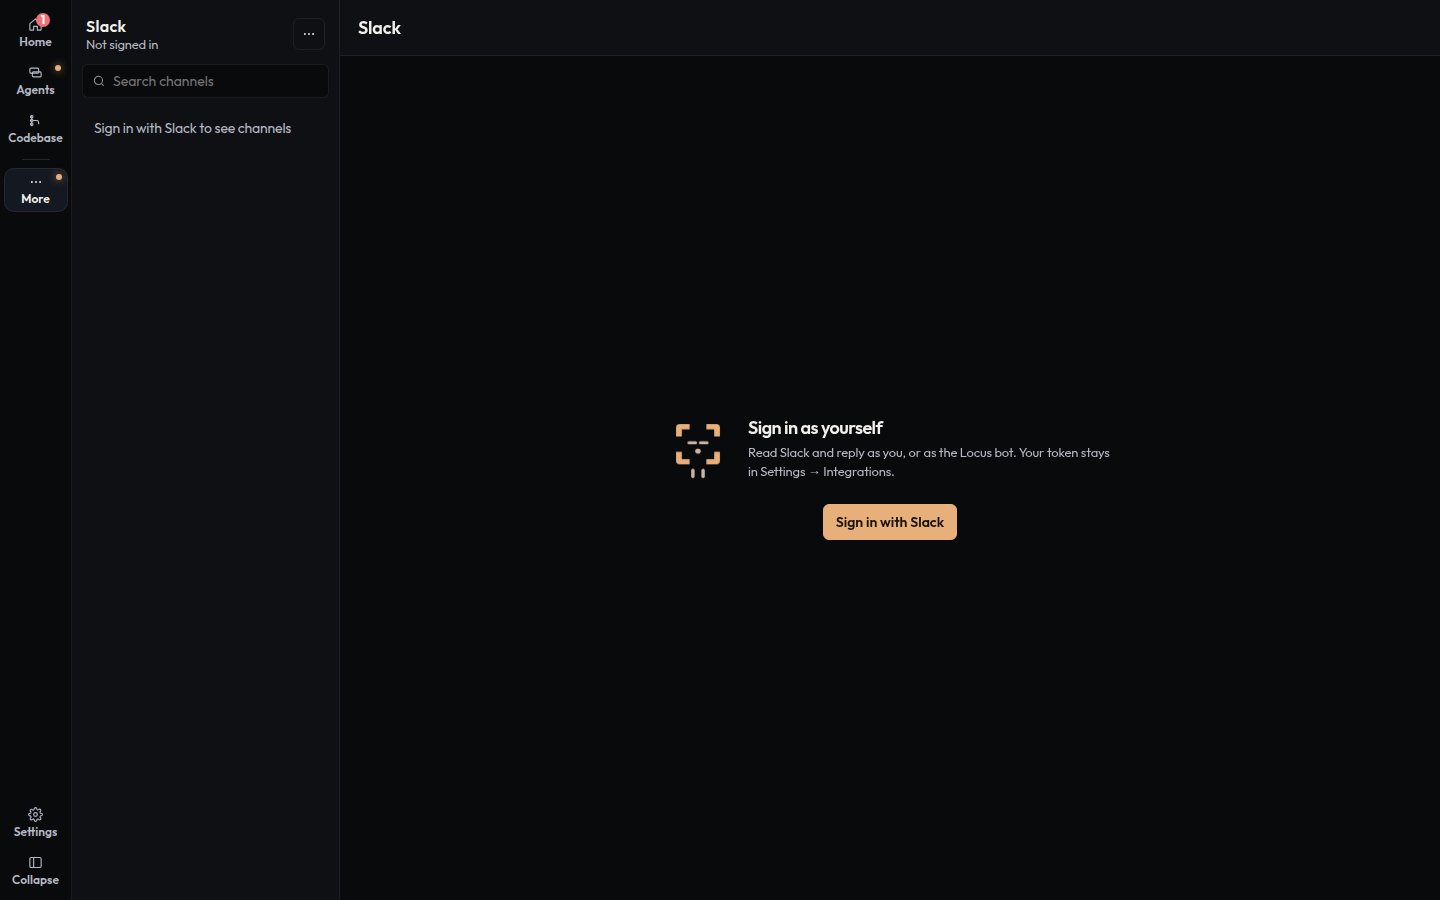 1
Home
Agents
Codebase
More
Settings
Collapse
Slack
Not signed in
Search channels
Sign in with Slack to see channels
Slack
Sign in as yourself
Read Slack and reply as you, or as the Locus bot. Your token stays
in Settings → Integrations.
Sign in with Slack